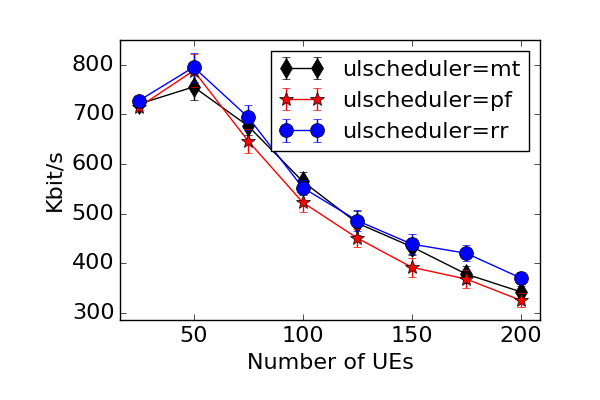 800
700
600
500
400
300
Kbit/s
ulscheduler=mt
ulscheduler=pf
ulscheduler=rr
50 100 150 200
Number of UEs